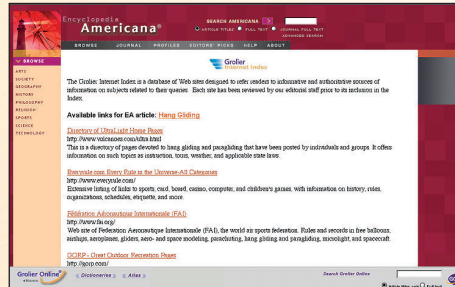 Encyclopedia
Americana®
SEARCH AMERICANA
ARTICLE TITLES FULL TEXT JOURNAL FULL TEXT
ADVANCED SEARCH
BROWSE JOURNAL PROFILES EDITORS' PICKS HELP ABOUT
BROWSE
ARTS
SOCIETY
GEOGRAPHY
HISTORY
PHILOSOPHY
RELIGION
SPORTS
SCIENCE
TECHNOLOGY
Grolier
Internet Index
The Grolier Internet Index is a database of Web sites designed to refer readers to informative and authoritative sources of
information on subjects related to their queries. Each site has been reviewed by our editorial staff prior to its inclusion in the
Index.
Available links for EA article: Hang Gliding
Directory of UltraLight Home Pages
http://www.volcanoes.com/ultra.html
This is a directory of pages devoted to hang gliding and paragliding that have been posted by individuals and groups. It offers
information on such topics as instruction, tours, weather, and applicable state laws.
Everyrule.com Every Rule in the Universe-All Categories
http://www.everyrule.com/
Extensive listing of links to sports, card, board, casino, computer, and children's games, with information on history, rules,
organizations, schedules, etiquette, and more.
Fédération Aéronautique Internationale (FAI)
http://www.fai.org/
Web site of Federation Aeronautique Internationale (FAI), the world air sports federation. Rules and records in free balloons,
airships, aeroplanes, gliders, aero- and space modeling, parachuting, hang gliding and paragliding, microlight, and spacecraft.
GORP - Great Outdoor Recreation Pages
http://gorp.com/
Grolier Online® Dictionaries Atlas Search Grolier Online GO